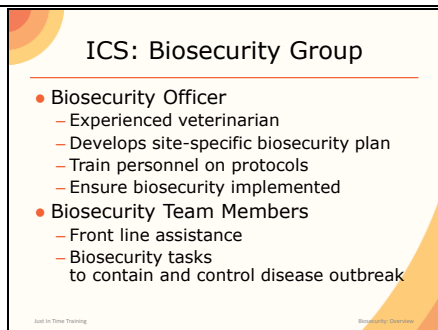 ICS: Biosecurity Group
● Biosecurity Officer
– Experienced veterinarian
– Develops site-specific biosecurity plan
– Train personnel on protocols
– Ensure biosecurity implemented
● Biosecurity Team Members
– Front line assistance
– Biosecurity tasks
to contain and control disease outbreak
Just In Time Training
Biosecurity: Overview